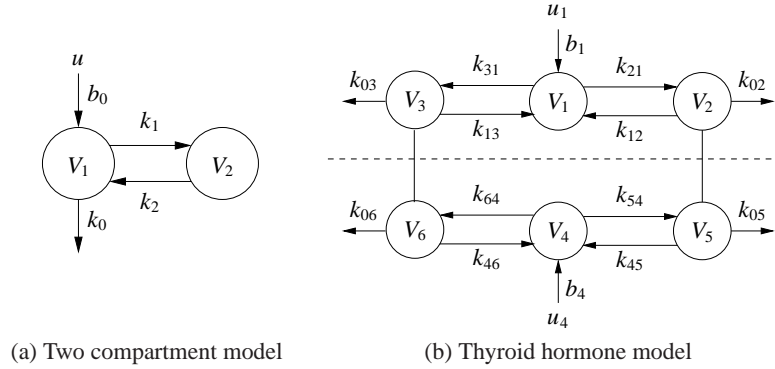 u
b₀
k₁
V₁
V₂
k₂
k₀
(a) Two compartment model
u₁
b₁
k₀₃
k₃₁
k₂₁
k₀₂
V₃
V₁
V₂
k₁₃
k₁₂
k₀₆
k₆₄
k₅₄
k₀₅
V₆
V₄
V₅
k₄₆
k₄₅
b₄
u₄
(b) Thyroid hormone model